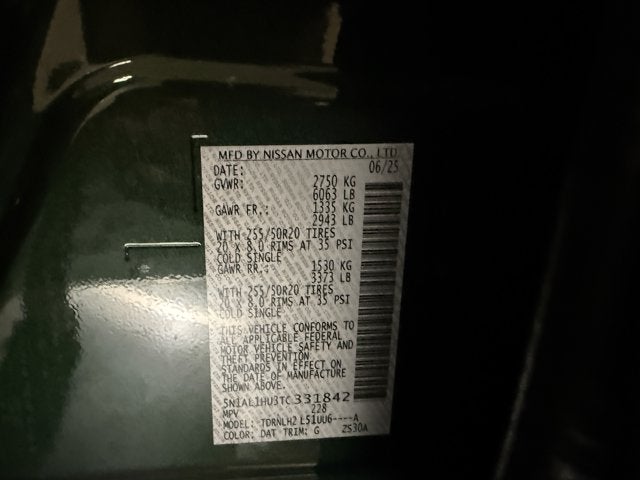 MFD BY NISSAN MOTOR CO., LTD
DATE: 06/25
GVWR: 2750 KG
6063 LB
GAWR FR.: 1335 KG
2943 LB
WITH 255/50R20 TIRES
20 x 8.0 RIMS AT 35 PSI
COLD SINGLE
GAWR RR.: 1530 KG
3373 LB
WITH 255/50R20 TIRES
20 x 8.0 RIMS AT 35 PSI
COLD SINGLE
THIS VEHICLE CONFORMS TO
ALL APPLICABLE FEDERAL
MOTOR VEHICLE SAFETY AND
THEFT PREVENTION
STANDARDS IN EFFECT ON
THE DATE OF MANUFACTURE
SHOWN ABOVE.
5N1AL1HU3TC331842
MPV 228
MODEL: TDRNLH2 L51UU6----A
COLOR: DAT TRIM: G ZS30A